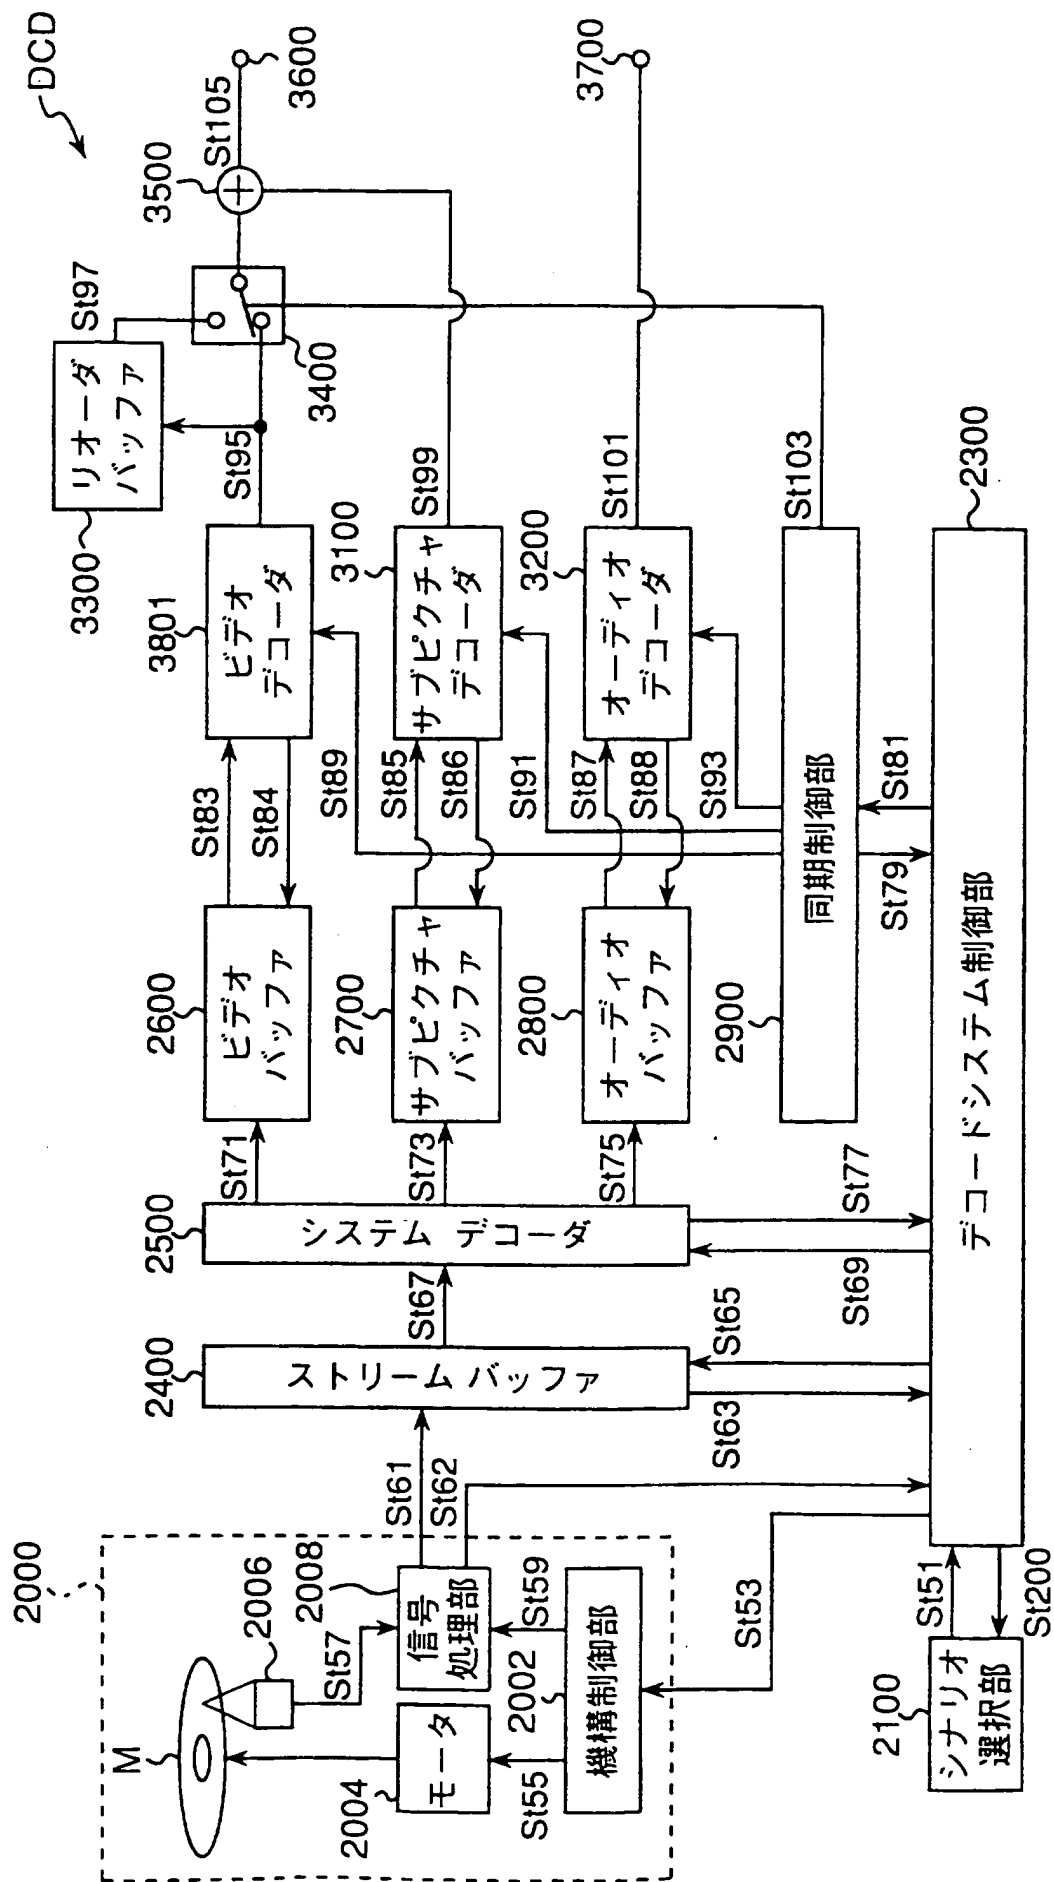 DCD
2000
M
2006
St57
2008
信号
処理部
2004
モータ
St55
2002
St59
機構制御部
St61
St62
St53
2400
ストリーム バッファ
St67
St63
St65
2500
システム デコーダ
St69
St77
St71
St73
St75
2600
ビデオ
バッファ
2700
サブピクチャ
バッファ
2800
オーディオ
バッファ
St83
St84
St89
St85
St86
St91
St87
St88
St93
3801
ビデオ
デコーダ
3100
サブピクチャ
デコーダ
3200
オーディオ
デコーダ
2900
同期制御部
St79
St81
St95
St99
St101
St103
3300
リオーダ
バッファ
St97
3400
3500
St105
3600
3700
2100
シナリオ
選択部
St51
St200
デコードシステム制御部
2300